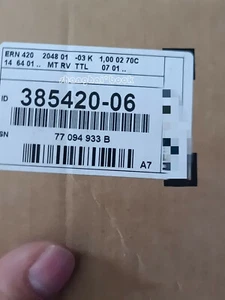 ERN 420 2048 01 -03 K 1,00 02 70C
14 64 01 .. MT RV TTL 07 01 ..
ID 385420-06
SN 77 094 933 B
A7